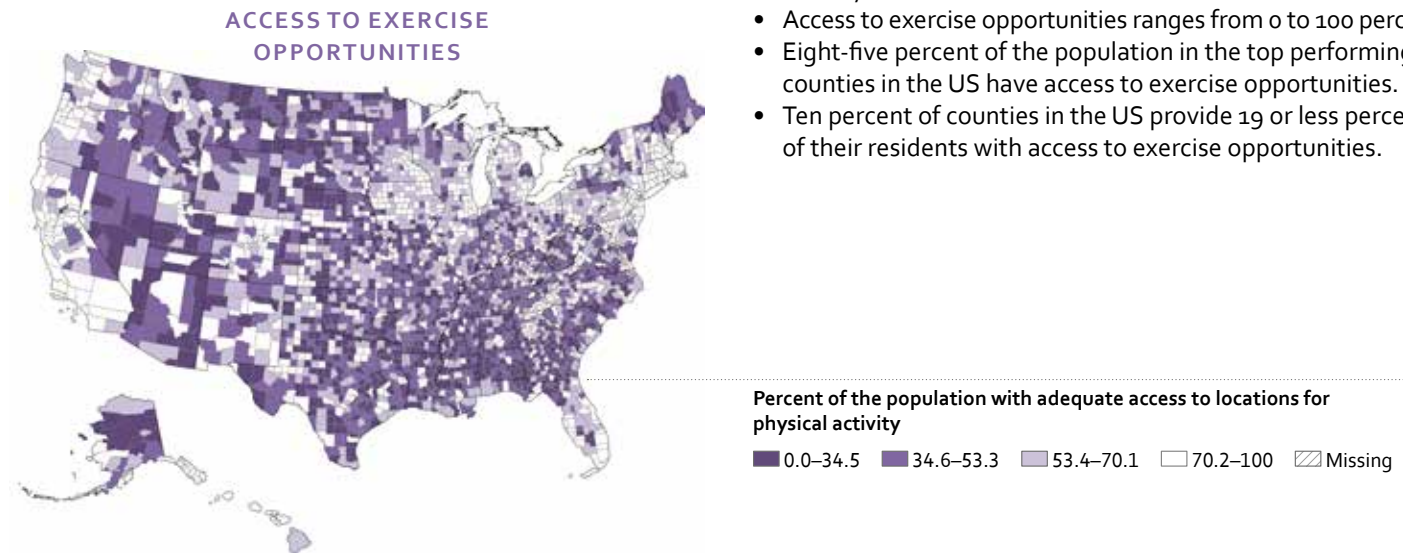 ACCESS TO EXERCISE
OPPORTUNITIES
• Access to exercise opportunities ranges from 0 to 100
• Eight-five percent of the population in the top performing
counties in the US have access to exercise opportunities.
• Ten percent of counties in the US provide 19 or less
of their residents with access to exercise opportunities.
Percent of the population with adequate access to locations for
physical activity
0.0–34.5 34.6–53.3 53.4–70.1 70.2–100 Missing